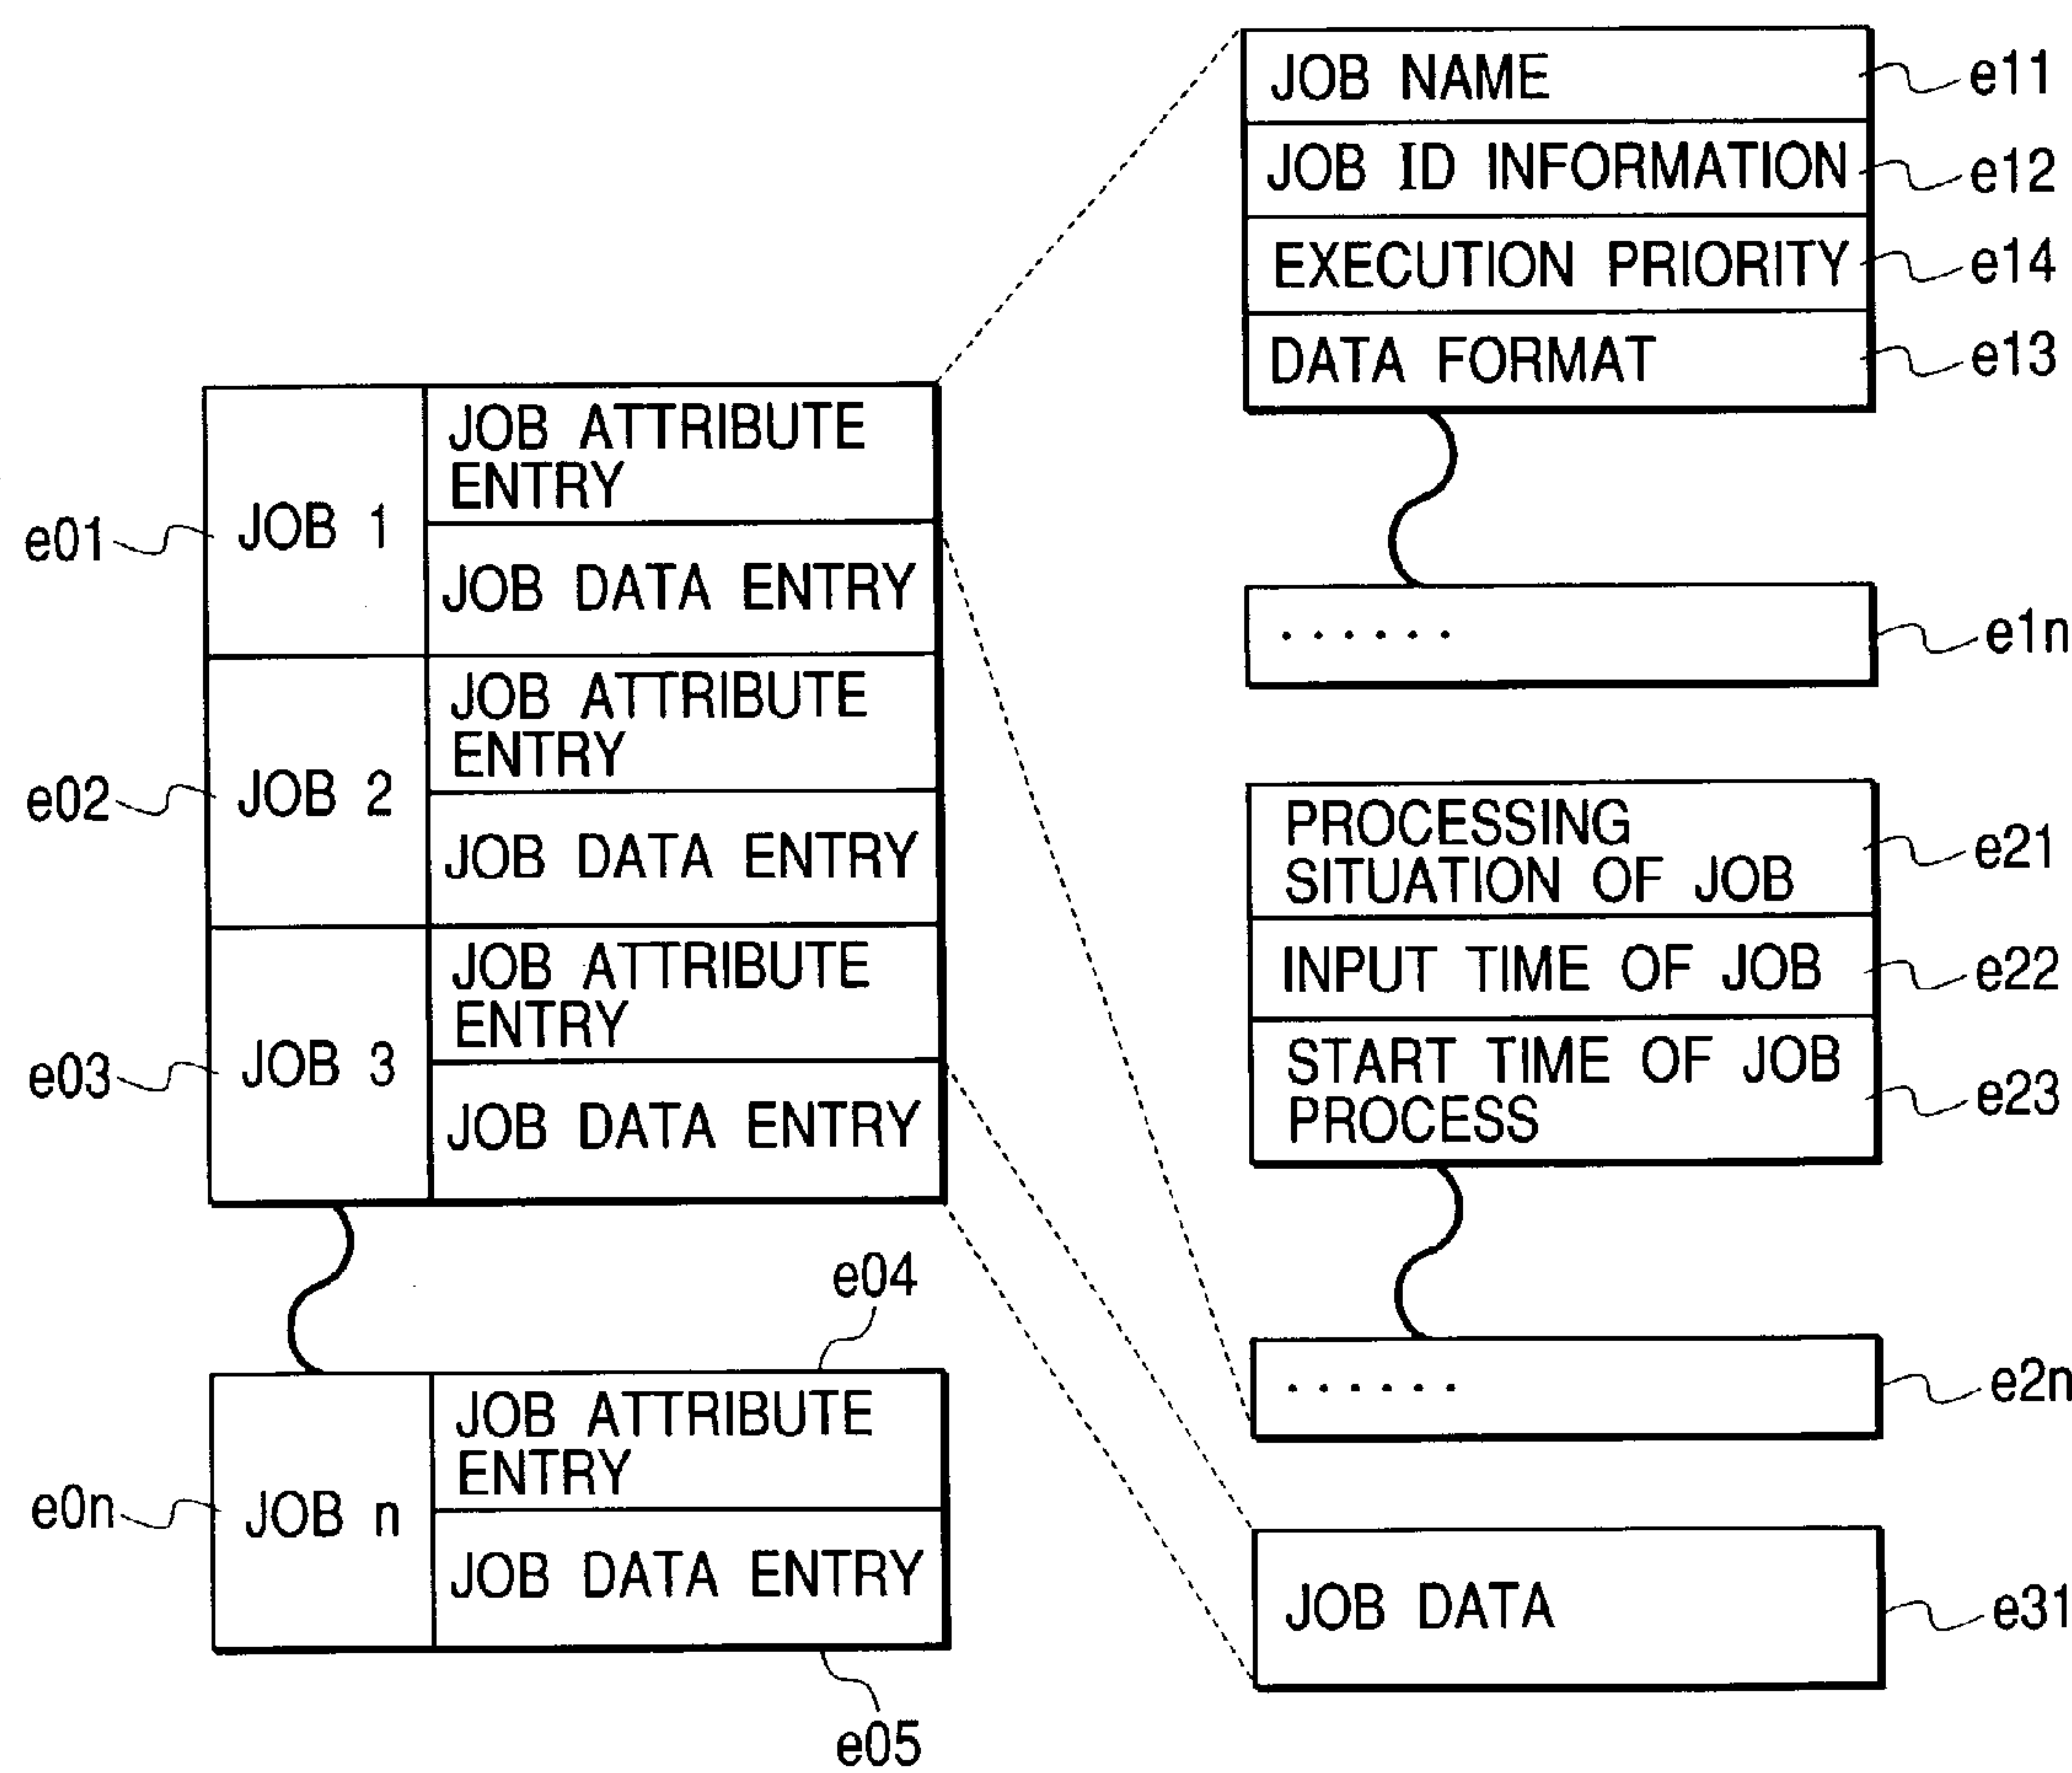 e01
JOB 1
JOB ATTRIBUTE
ENTRY
JOB DATA ENTRY
e02
JOB 2
JOB ATTRIBUTE
ENTRY
JOB DATA ENTRY
e03
JOB 3
JOB ATTRIBUTE
ENTRY
JOB DATA ENTRY
e04
e0n
JOB n
JOB ATTRIBUTE
ENTRY
JOB DATA ENTRY
e05
JOB NAME
e11
JOB ID INFORMATION
e12
EXECUTION PRIORITY
e14
DATA FORMAT
e13
......
e1n
PROCESSING
SITUATION OF JOB
e21
INPUT TIME OF JOB
e22
START TIME OF JOB
PROCESS
e23
......
e2n
JOB DATA
e31